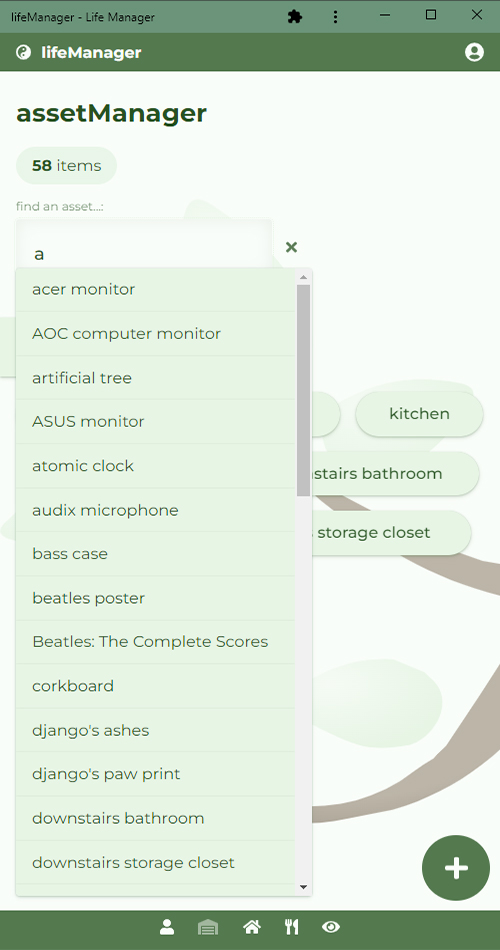 lifeManager - Life Manager
lifeManager
assetManager
58 items
find an asset...:
a
acer monitor
AOC computer monitor
artificial tree
ASUS monitor
kitchen
atomic clock
nstairs bathroom
audix microphone
storage closet
bass case
beatles poster
Beatles: The Complete Scores
corkboard
django's ashes
django's paw print
downstairs bathroom
downstairs storage closet